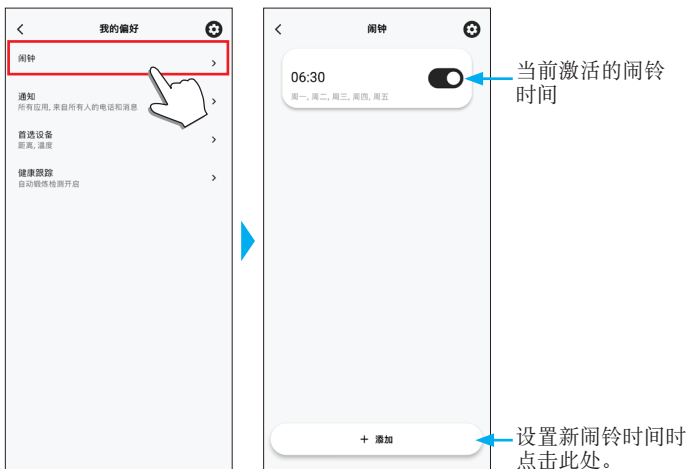 我的偏好
闹钟
通知
所有应用, 来自所有人的电话和消息
首选设备
距离, 温度
健康跟踪
自动锻炼检测开启
闹钟
06:30
周一, 周二, 周三, 周四, 周五
+ 添加
当前激活的闹铃
时间
设置新闹铃时间时
点击此处。